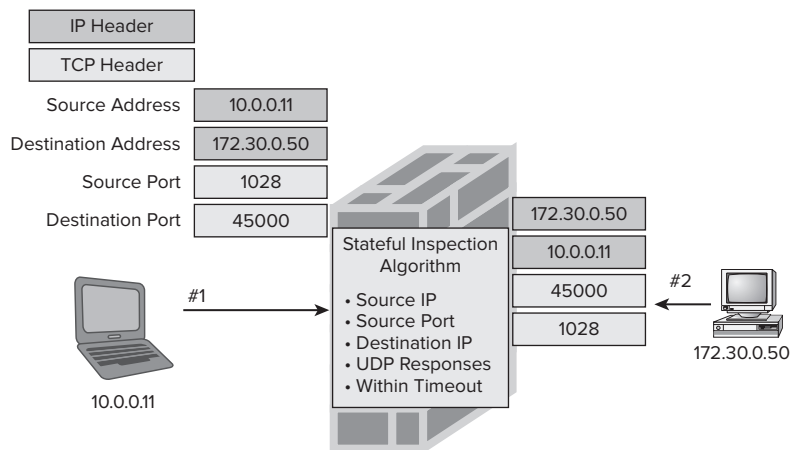 IP Header
TCP Header
Source Address
10.0.0.11
Destination Address
172.30.0.50
Source Port
1028
Destination Port
45000
#1
10.0.0.11
Stateful Inspection
Algorithm
• Source IP
• Source Port
• Destination IP
• UDP Responses
• Within Timeout
172.30.0.50
10.0.0.11
45000
1028
#2
172.30.0.50